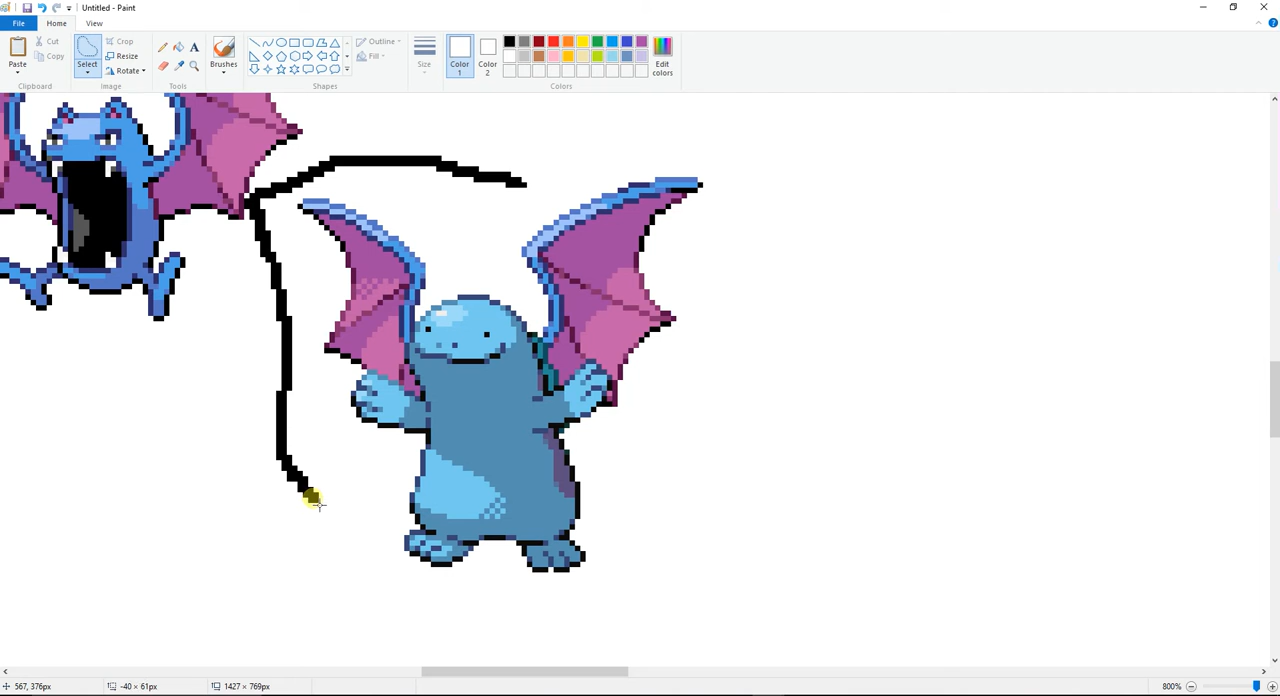 Untitled - Paint
File Home View
Paste
Cut
Copy
Clipboard
Select
Crop
Resize
Rotate
Image
A
Tools
Brushes
Outline
Fill
Shapes
Size
Color 1
Color 2
Edit colors
Colors
567, 376px
-40 × 61px
1427 × 769px
800%